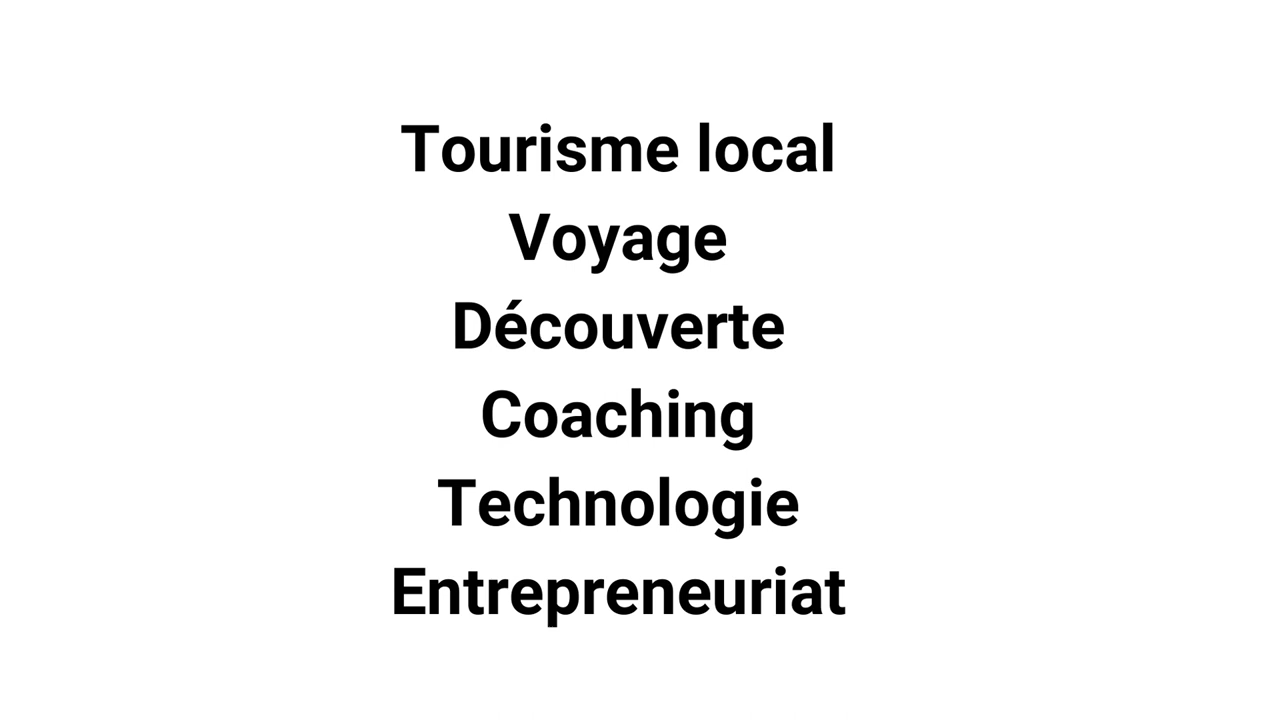 Tourisme local
Voyage
Découverte
Coaching
Technologie
Entrepreneuriat